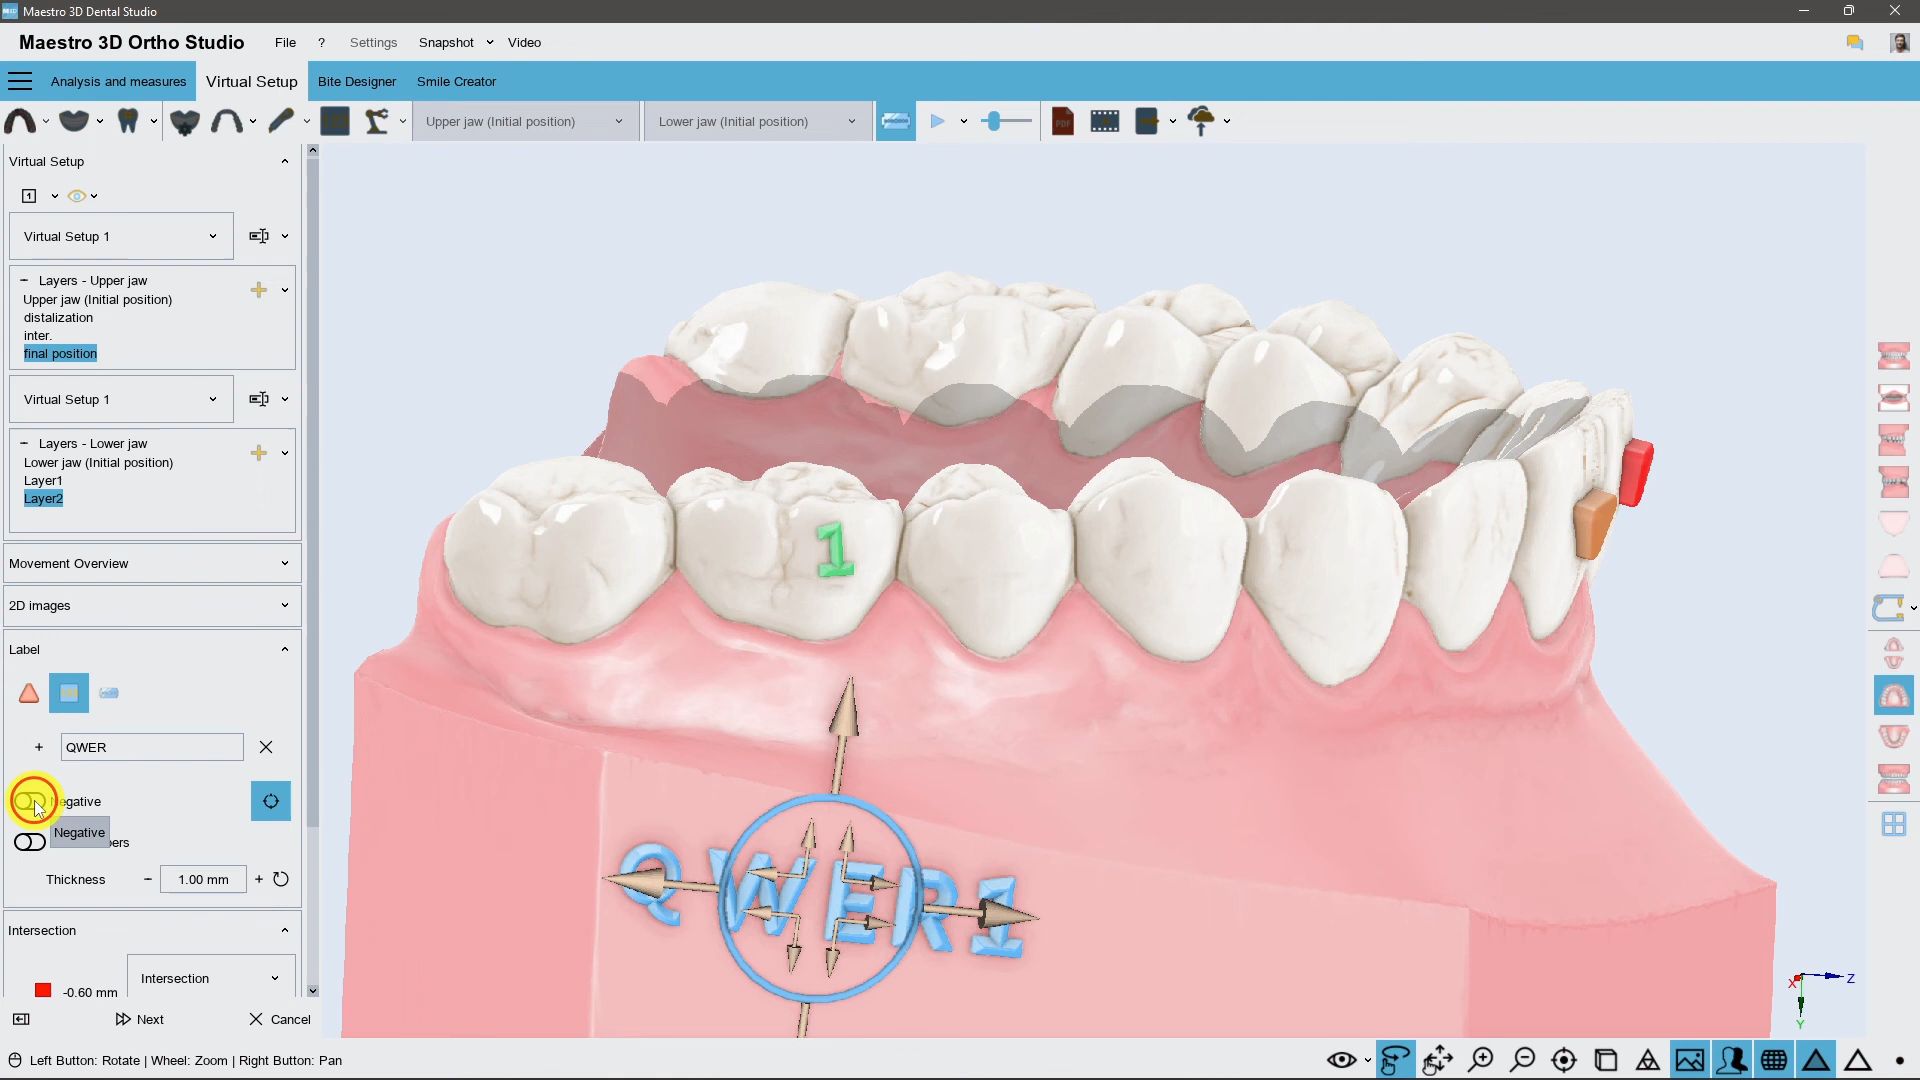 Maestro 3D Dental Studio
Maestro 3D Ortho Studio File ? Settings Snapshot Video
Analysis and measures Virtual Setup Bite Designer Smile Creator
Upper jaw (Initial position) Lower jaw (Initial position) PDF
Virtual Setup
1
Virtual Setup 1
Layers - Upper jaw
Upper jaw (Initial position)
distalization
inter.
final position
Virtual Setup 1
Layers - Lower jaw
Lower jaw (Initial position)
Layer1
Layer2
Movement Overview
2D images
Label
QWER
Negative
Thickness 1.00 mm
Intersection
Intersection
-0.60 mm
Next Cancel
Left Button: Rotate | Wheel: Zoom | Right Button: Pan
1
QWER1
X Z
Y